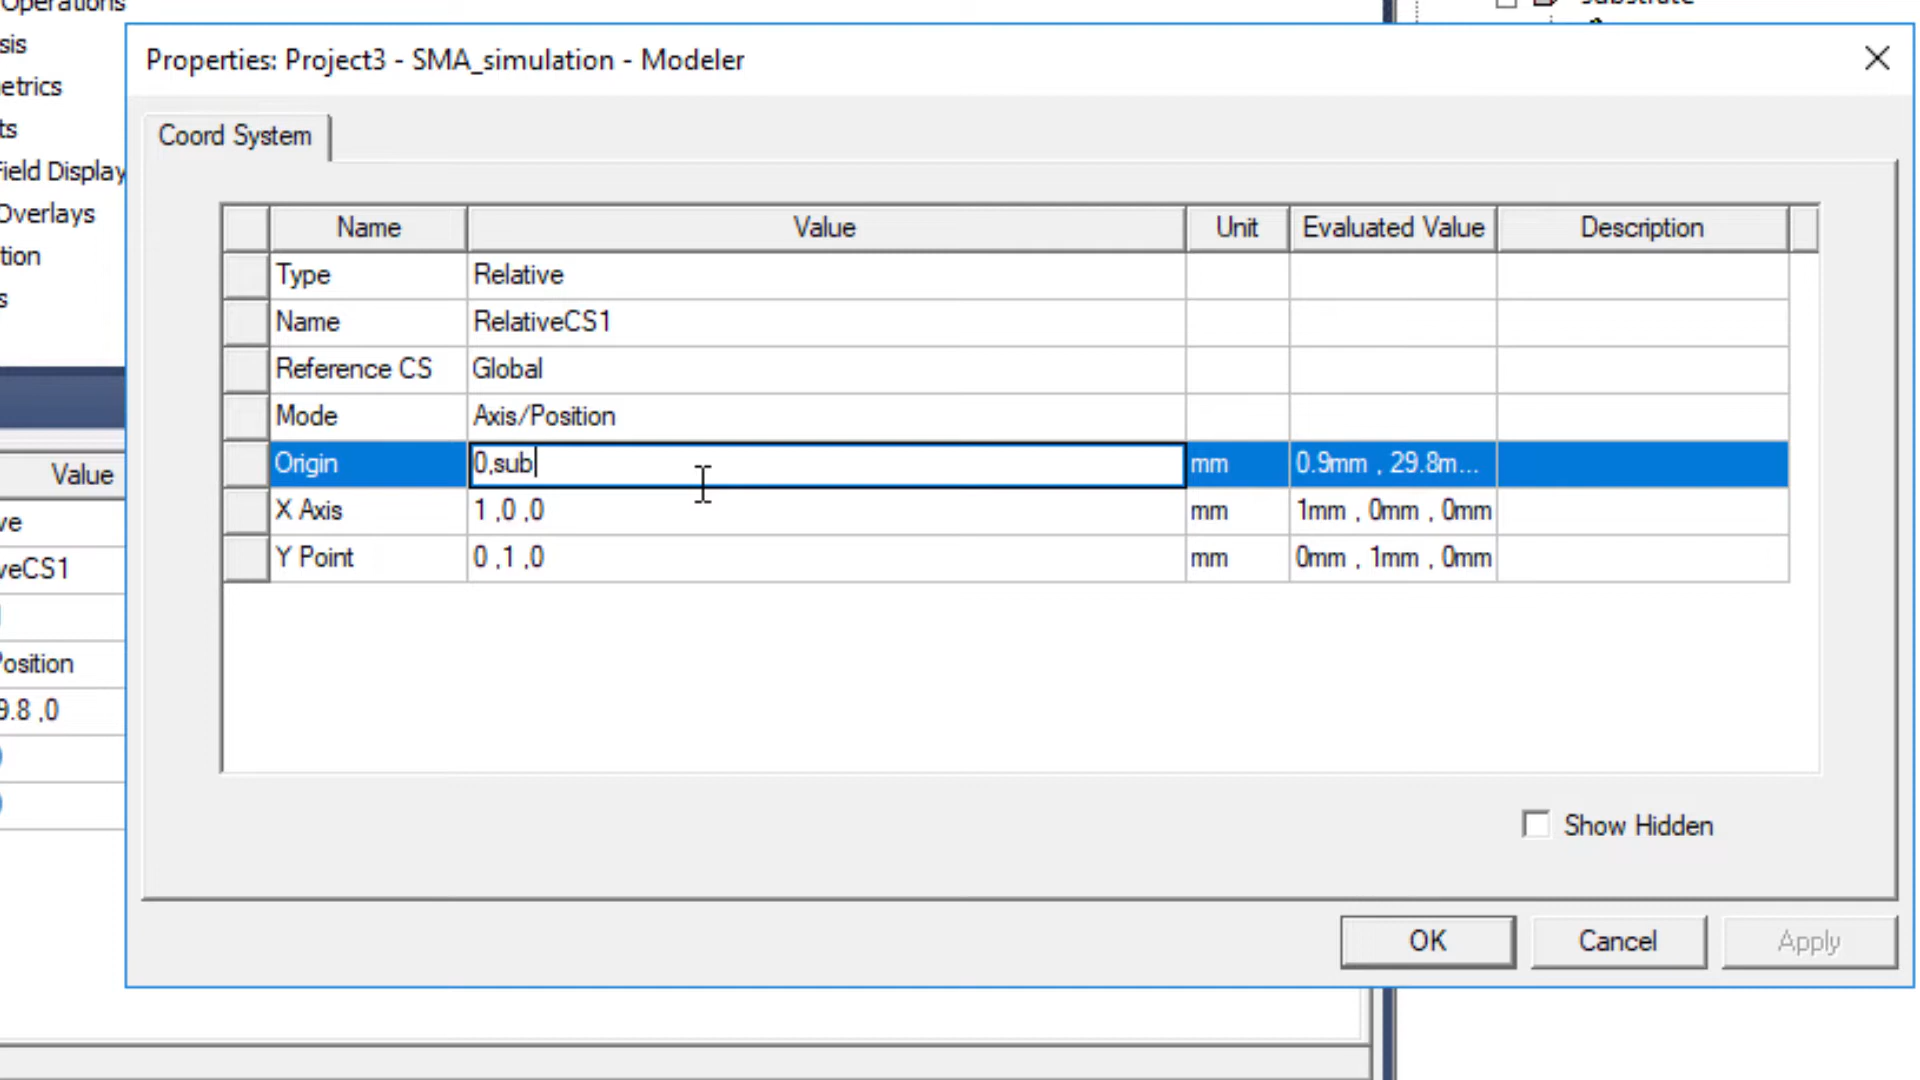 Operations
substrate
sis
Properties: Project3 - SMA_simulation - Modeler
etrics
ts
Coord System
Field Display
Overlays
Name Value Unit Evaluated Value Description
tion
Type Relative
s
Name RelativeCS1
Reference CS Global
Mode Axis/Position
Origin 0,sub mm 0.9mm , 29.8m...
Value
X Axis 1 ,0 ,0 mm 1mm , 0mm , 0mm
ve
Y Point 0 ,1 ,0 mm 0mm , 1mm , 0mm
veCS1
Position
9.8 ,0
Show Hidden
OK Cancel Apply